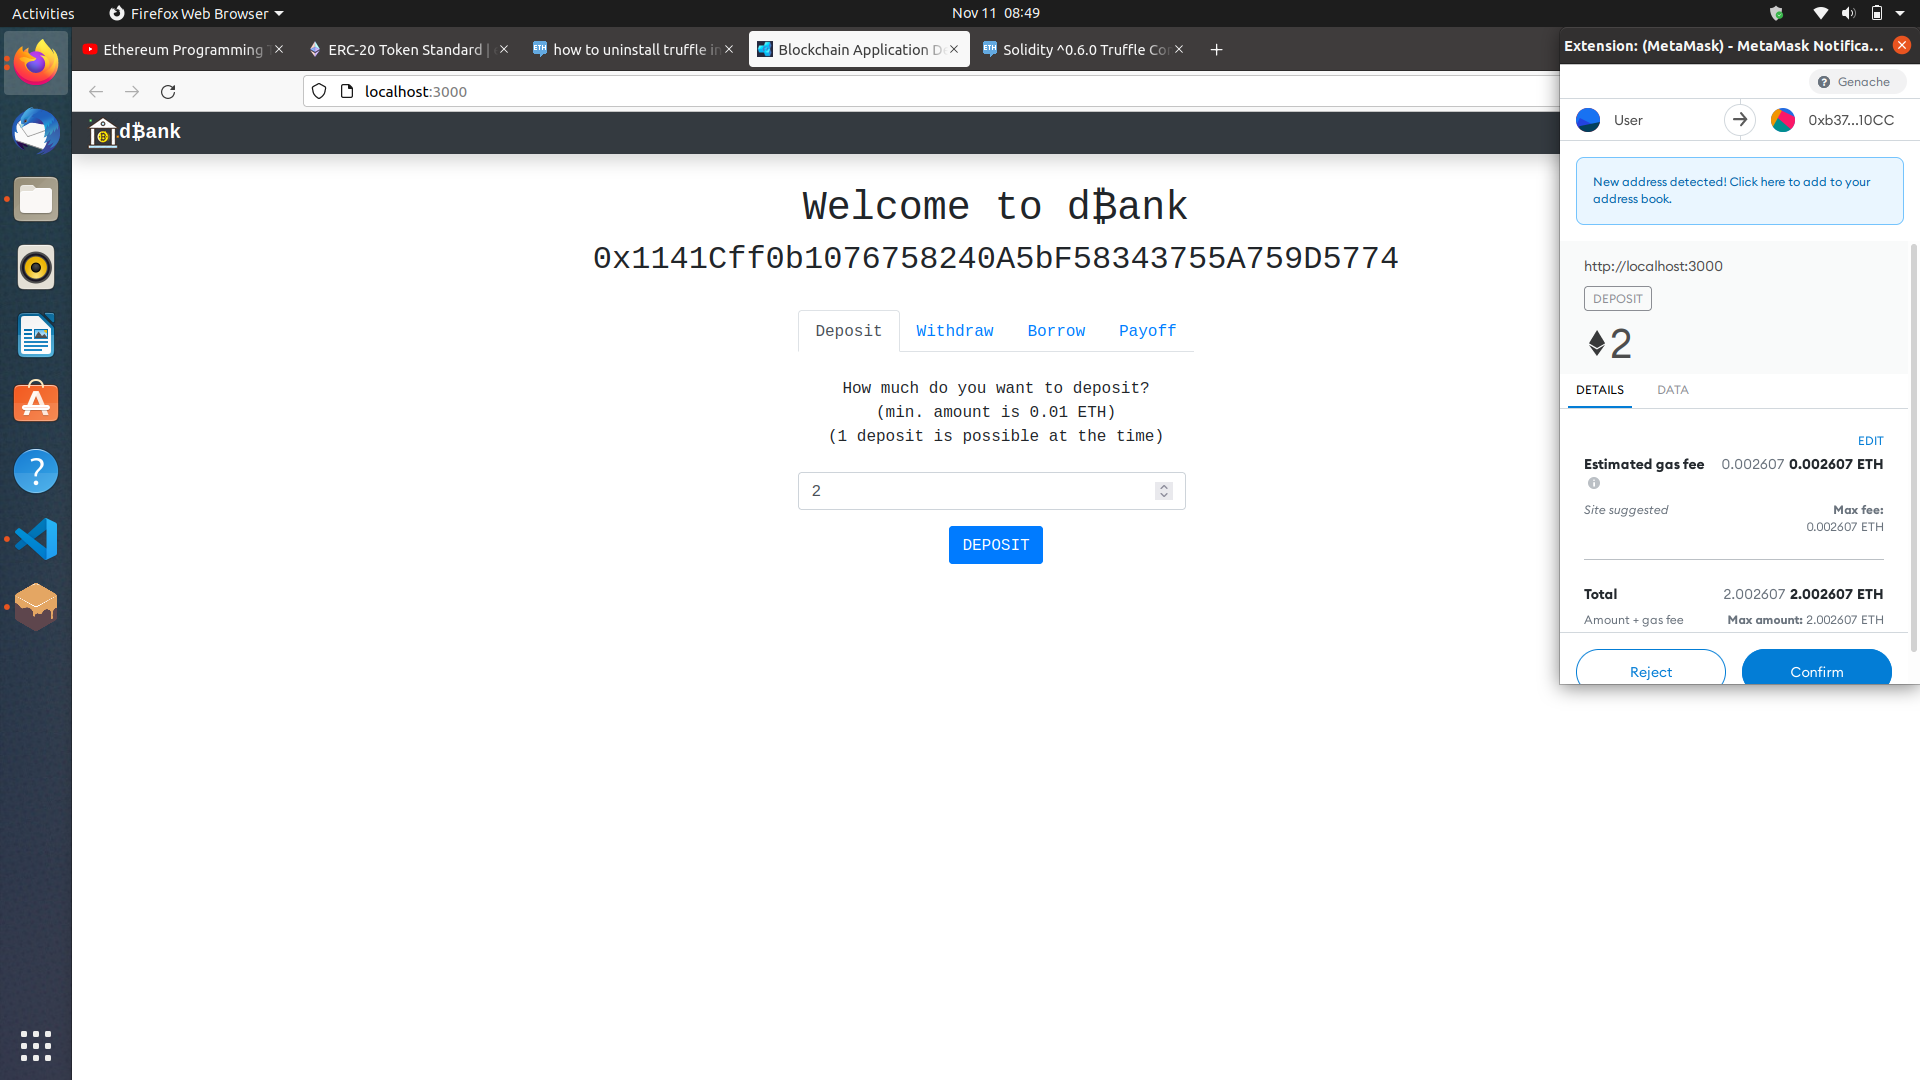 Activities
Firefox Web Browser
Nov 11 08:49
Ethereum Programming
ERC-20 Token Standard |
how to uninstall truffle in
Blockchain Application De
Solidity ^0.6.0 Truffle Con
localhost:3000
dBank
Welcome to dBank
0x1141Cff0b1076758240A5bF58343755A759D5774
Deposit
Withdraw
Borrow
Payoff
How much do you want to deposit?
(min. amount is 0.01 ETH)
(1 deposit is possible at the time)
2
DEPOSIT
Extension: (MetaMask) - MetaMask Notifica...
Genache
User
0xb37...10CC
New address detected! Click here to add to your
address book.
http://localhost:3000
DEPOSIT
2
DETAILS
DATA
EDIT
Estimated gas fee
0.002607 0.002607 ETH
Site suggested
Max fee:
0.002607 ETH
Total
2.002607 2.002607 ETH
Amount + gas fee
Max amount: 2.002607 ETH
Reject
Confirm